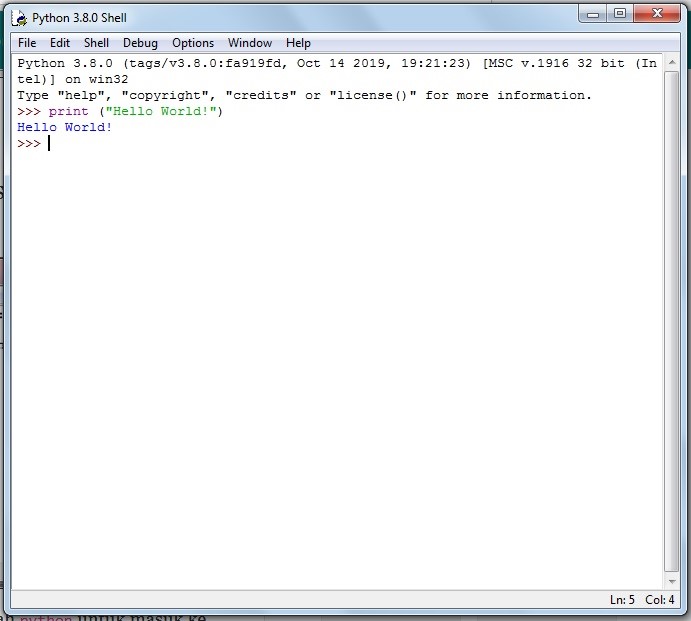 Python 3.8.0 Shell
File Edit Shell Debug Options Window Help
Python 3.8.0 (tags/v3.8.0:fa919fd, Oct 14 2019, 19:21:23) [MSC v.1916 32 bit (In
tel)] on win32
Type "help", "copyright", "credits" or "license()" for more information.
>>> print ("Hello World!")
Hello World!
>>>
Ln: 5 Col: 4
python untuk masuk ke